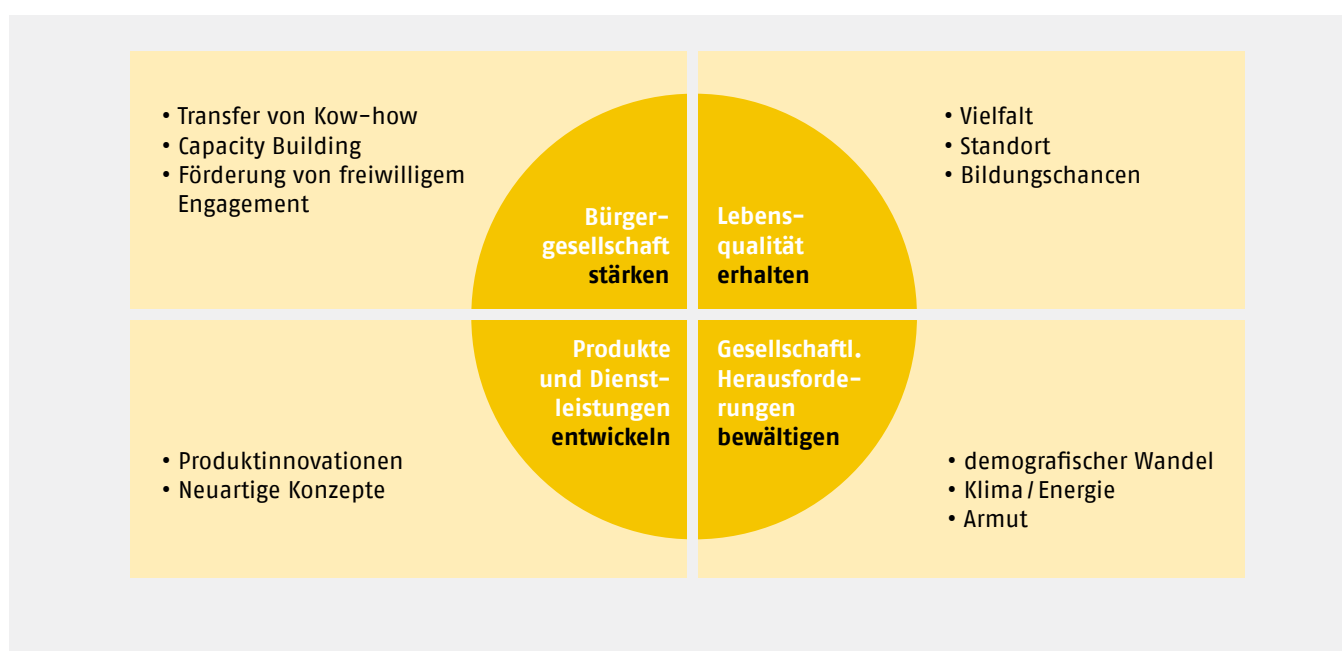 • Transfer von Kow-how
• Capacity Building
• Förderung von freiwilligem
Engagement
Bürger-
gesellschaft
stärken
• Vielfalt
• Standort
• Bildungschancen
Lebens-
qualität
erhalten
Produkte
und Dienst-
leistungen
entwickeln
• Produktinnovationen
• Neuartige Konzepte
Gesellschaftl.
Herausforde-
rungen
bewältigen
• demografischer Wandel
• Klima/Energie
• Armut